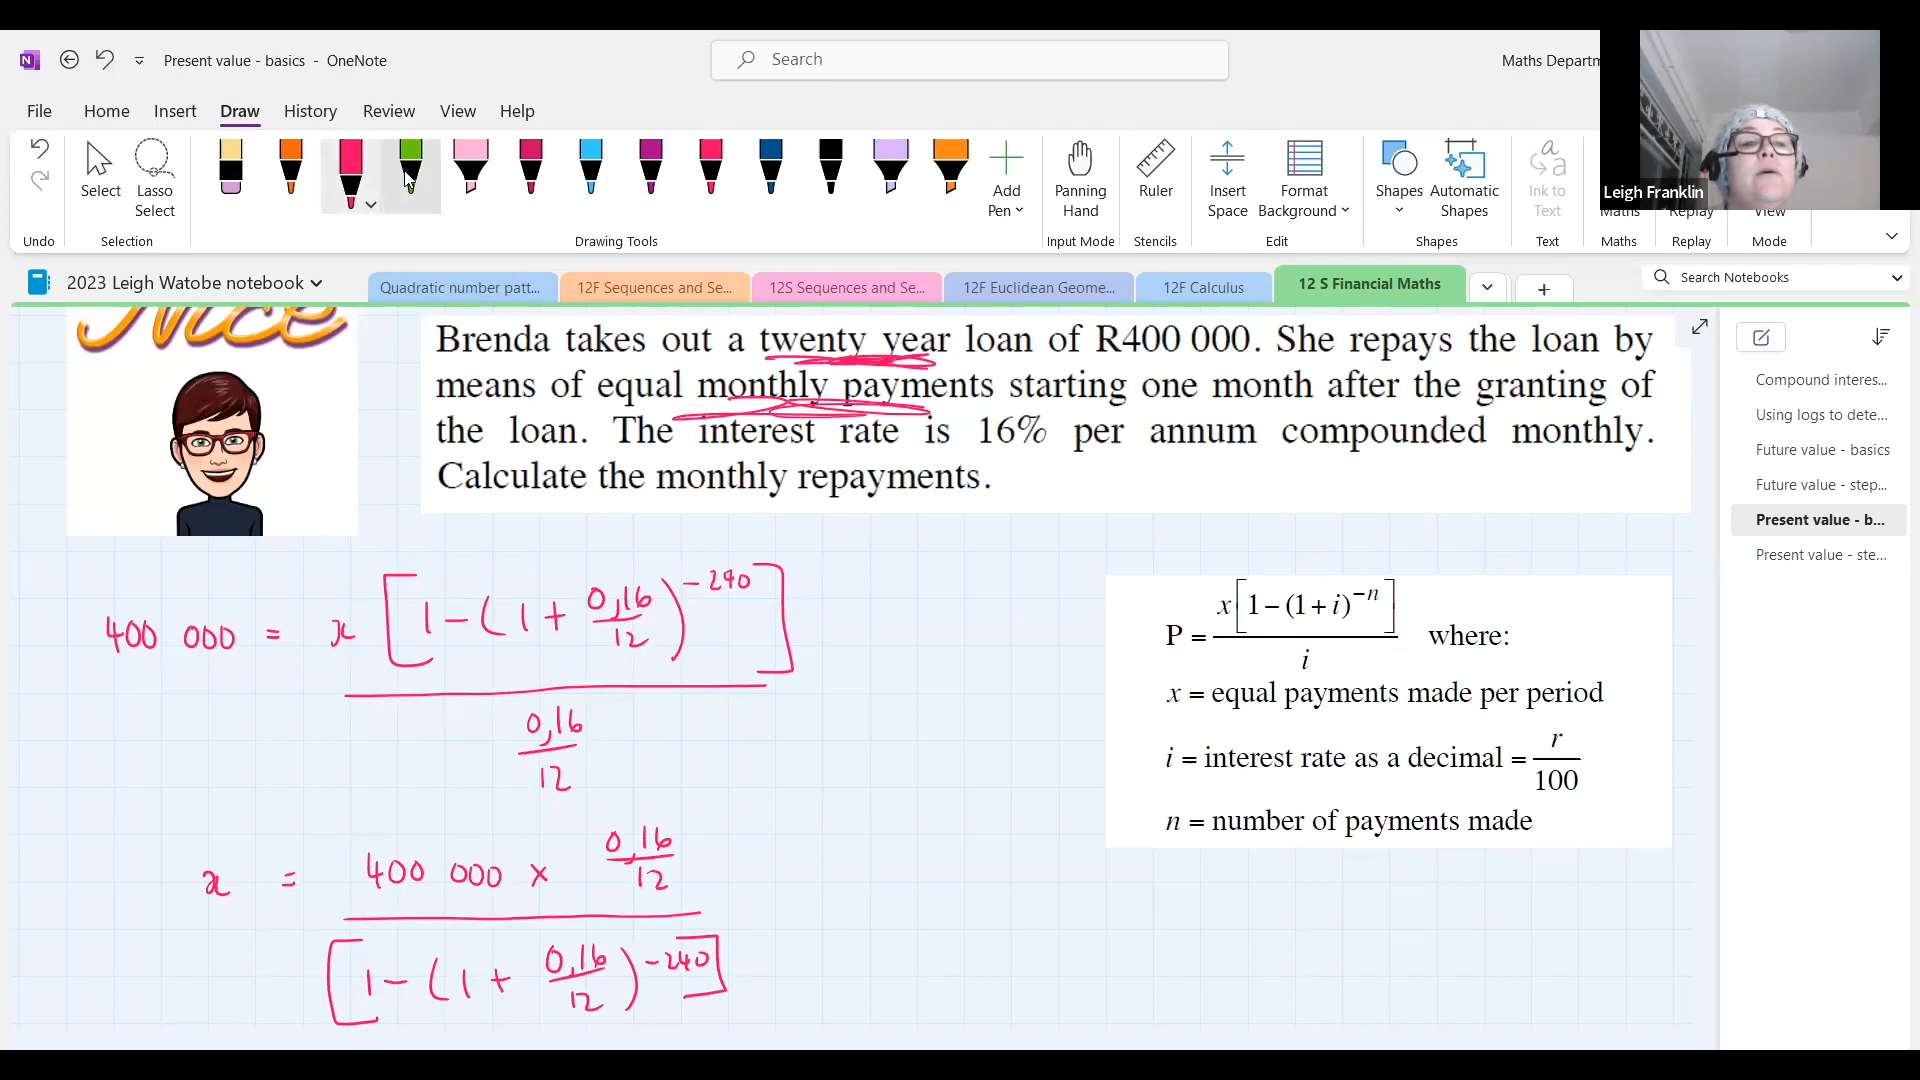 Present value - basics - OneNote
Search
Maths Departm
File Home Insert Draw History Review View Help
Select
Lasso Select
Add Pen
Panning Hand
Ruler
Insert Space
Format Background
Shapes
Automatic Shapes
Ink to Text
Maths
Replay
View
Leigh Franklin
Undo
Selection
Drawing Tools
Input Mode
Stencils
Edit
Shapes
Text
Maths
Replay
Mode
2023 Leigh Watobe notebook
Quadratic number patt...
12F Sequences and Se...
12S Sequences and Se...
12F Euclidean Geome...
12F Calculus
12 S Financial Maths
Search Notebooks
Nice
Brenda takes out a twenty year loan of R400 000. She repays the loan by
means of equal monthly payments starting one month after the granting of
the loan. The interest rate is 16% per annum compounded monthly.
Calculate the monthly repayments.
Compound interes...
Using logs to dete...
Future value - basics
Future value - step...
Present value - b...
Present value - ste...
400 000 = x [1 - (1 + 0,16/12)^-240]
0,16
12
x = 400 000 x 0,16/12
[1 - (1 + 0,16/12)^-240]
P = x[1-(1+i)^-n]/i where:
x = equal payments made per period
i = interest rate as a decimal = r/100
n = number of payments made